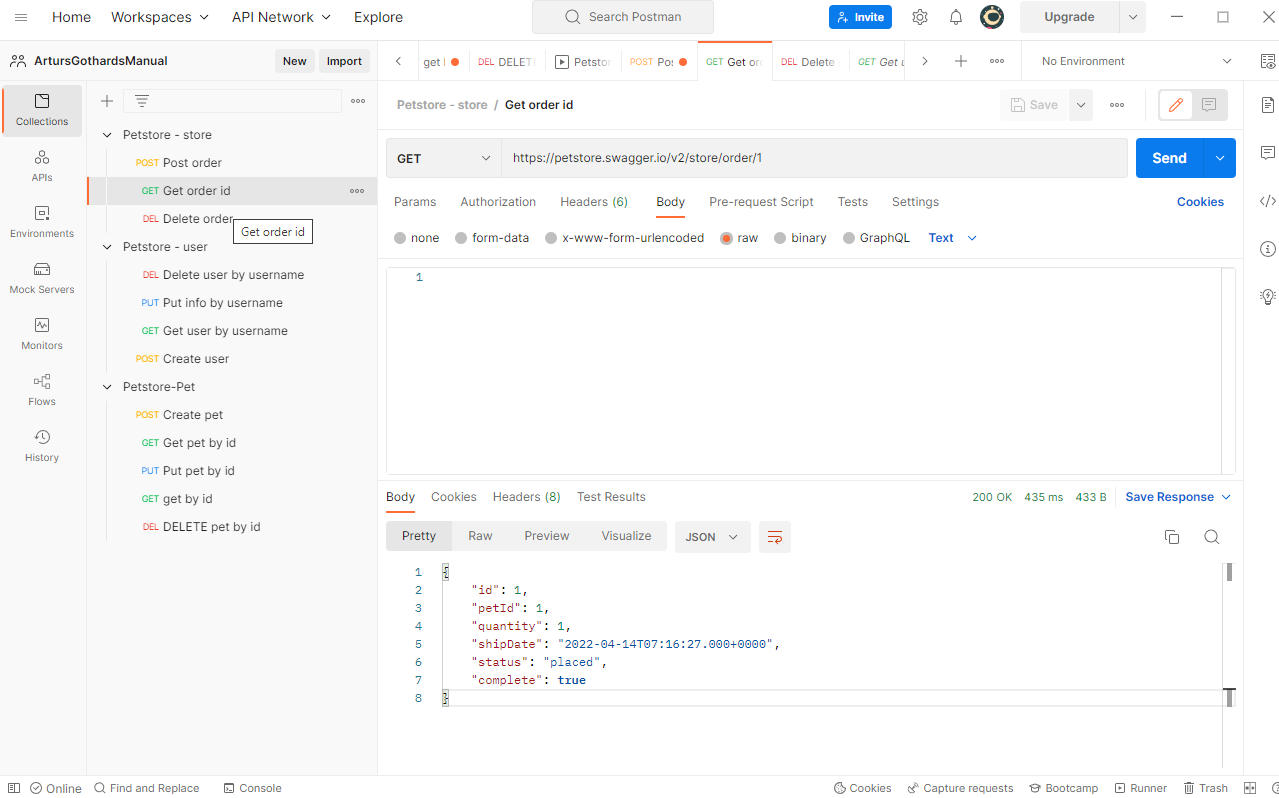 Home Workspaces API Network Explore Search Postman Invite Upgrade
ArtursGothardsManual New Import
get DEL DELETE Petstor POST Pos GET Get or DEL Delete GET Get u No Environment
Petstore - store / Get order id Save
GET https://petstore.swagger.io/v2/store/order/1 Send
Params Authorization Headers (6) Body Pre-request Script Tests Settings Cookies
none form-data x-www-form-urlencoded raw binary GraphQL Text
1
Collections
APIs
Environments
Mock Servers
Monitors
Flows
History
Petstore - store
POST Post order
GET Get order id
DEL Delete order
Get order id
Petstore - user
DEL Delete user by username
PUT Put info by username
GET Get user by username
POST Create user
Petstore-Pet
POST Create pet
GET Get pet by id
PUT Put pet by id
GET get by id
DEL DELETE pet by id
Body Cookies Headers (8) Test Results 200 OK 435 ms 433 B Save Response
Pretty Raw Preview Visualize JSON
1 {
2 "id": 1,
3 "petId": 1,
4 "quantity": 1,
5 "shipDate": "2022-04-14T07:16:27.000+0000",
6 "status": "placed",
7 "complete": true
8 }
Online Find and Replace Console Cookies Capture requests Bootcamp Runner Trash